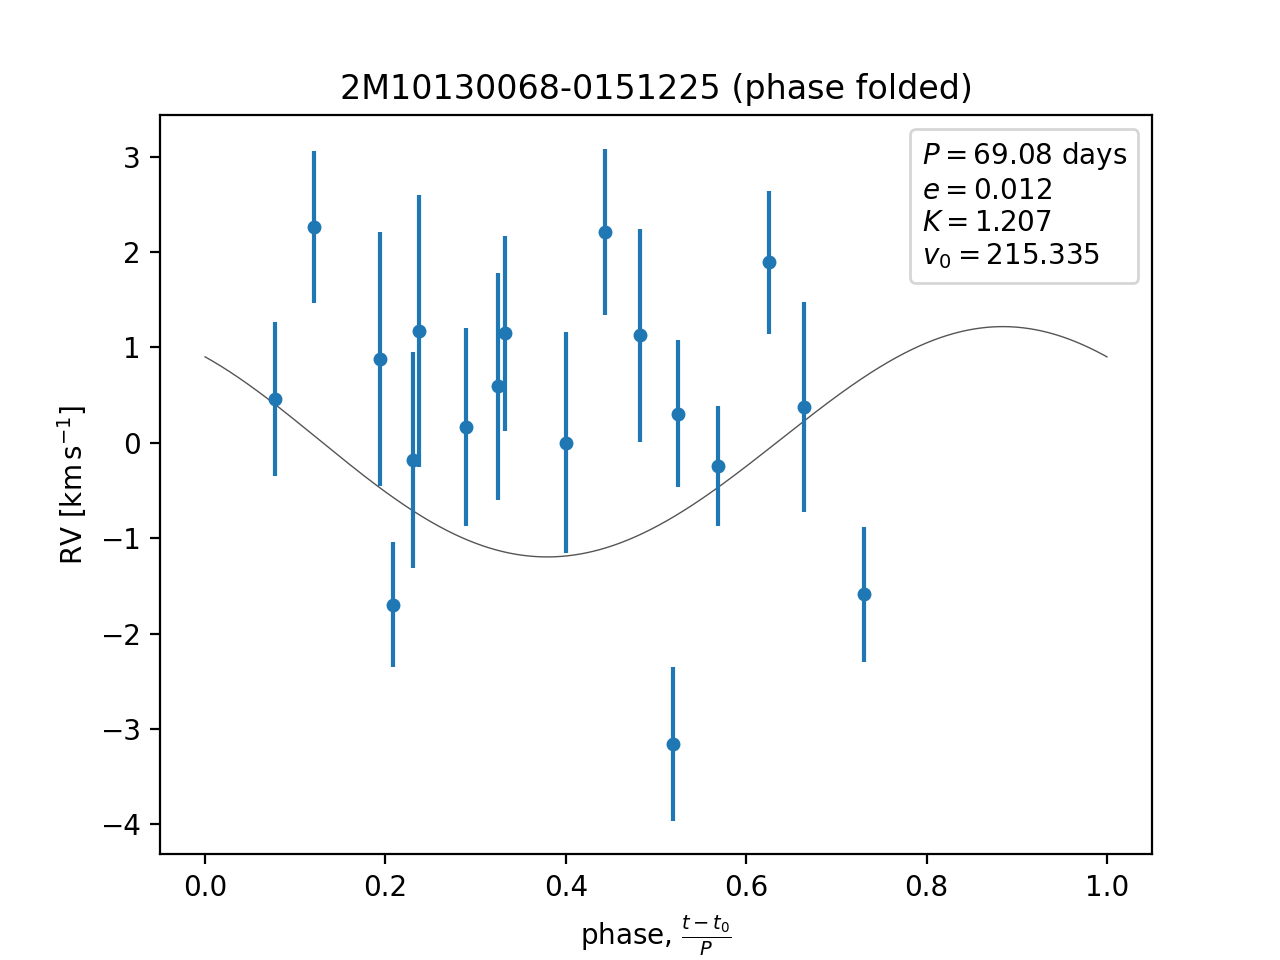 2M10130068-0151225 (phase folded)
P = 69.08 days
e = 0.012
K = 1.207
v₀ = 215.335
3
2
1
0
−1
−2
−3
−4
RV [km s⁻¹]
0.0 0.2 0.4 0.6 0.8 1.0
phase, (t − t₀)/P